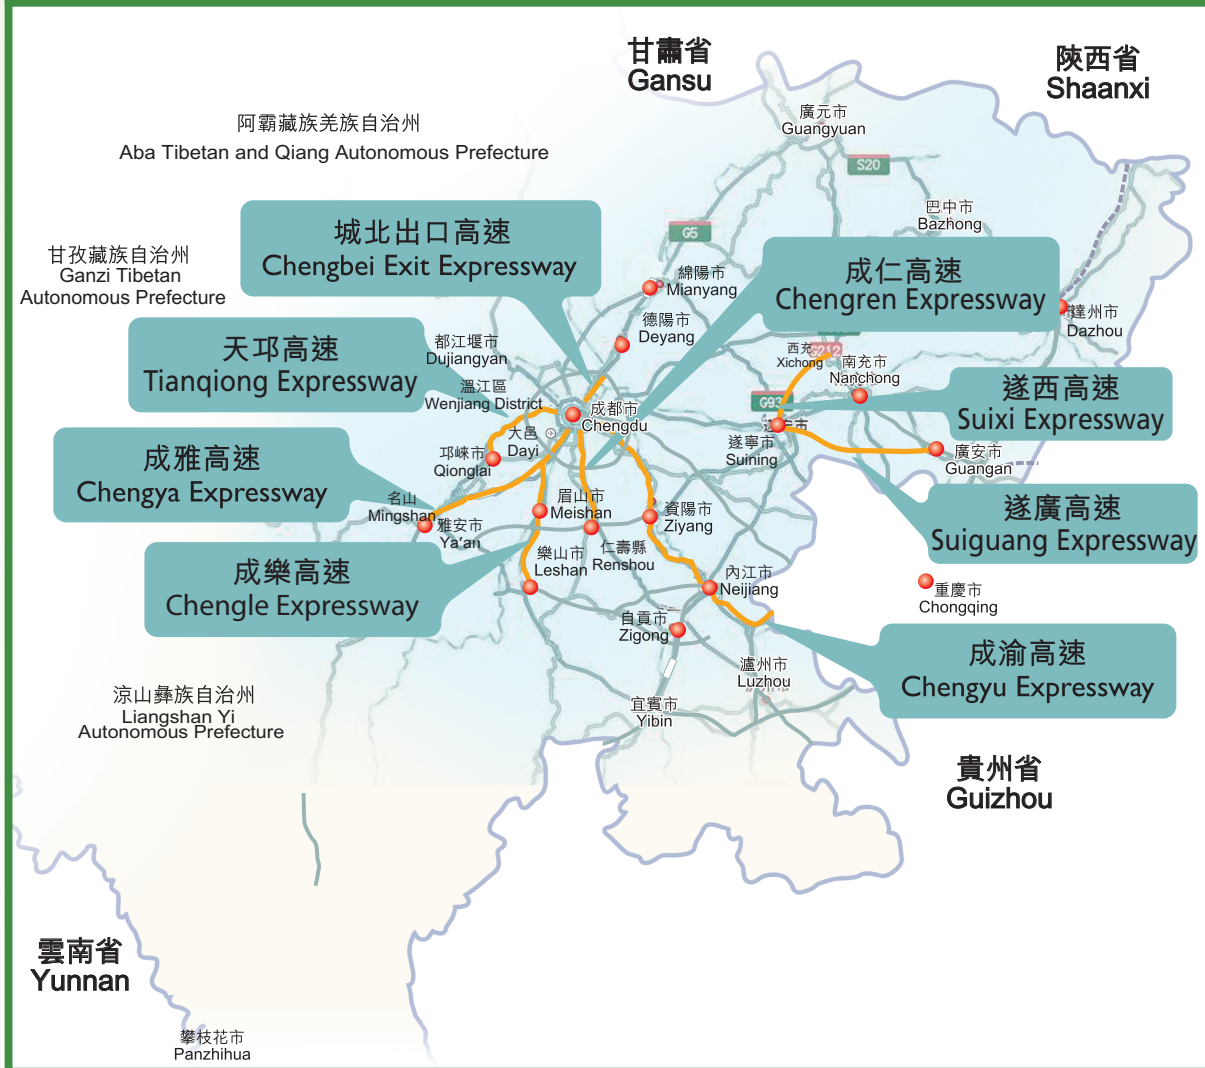 甘肅省
Gansu
陝西省
Shaanxi
廣元市
Guangyuan
阿霸藏族羌族自治州
Aba Tibetan and Qiang Autonomous Prefecture
S20
巴中市
Bazhong
城北出口高速
Chengbei Exit Expressway
G5
甘孜藏族自治州
Ganzi Tibetan
Autonomous Prefecture
綿陽市
Mianyang
成仁高速
Chengren Expressway
德陽市
Deyang
達州市
Dazhou
天邛高速
Tianqiong Expressway
都江堰市
Dujiangyan
西充
Xichong
G212
南充市
Nanchong
溫江區
Wenjiang District
遂西高速
Suixi Expressway
G93
成都市
Chengdu
大邑
Dayi
遂寧市
Suining
邛崍市
Qionglai
廣安市
Guangan
成雅高速
Chengya Expressway
名山
Mingshan
眉山市
Meishan
資陽市
Ziyang
遂廣高速
Suiguang Expressway
雅安市
Ya'an
樂山市
Leshan
仁壽縣
Renshou
成樂高速
Chengle Expressway
內江市
Neijiang
重慶市
Chongqing
自貢市
Zigong
成渝高速
Chengyu Expressway
瀘州市
Luzhou
涼山彝族自治州
Liangshan Yi
Autonomous Prefecture
宜賓市
Yibin
貴州省
Guizhou
雲南省
Yunnan
攀枝花市
Panzhihua